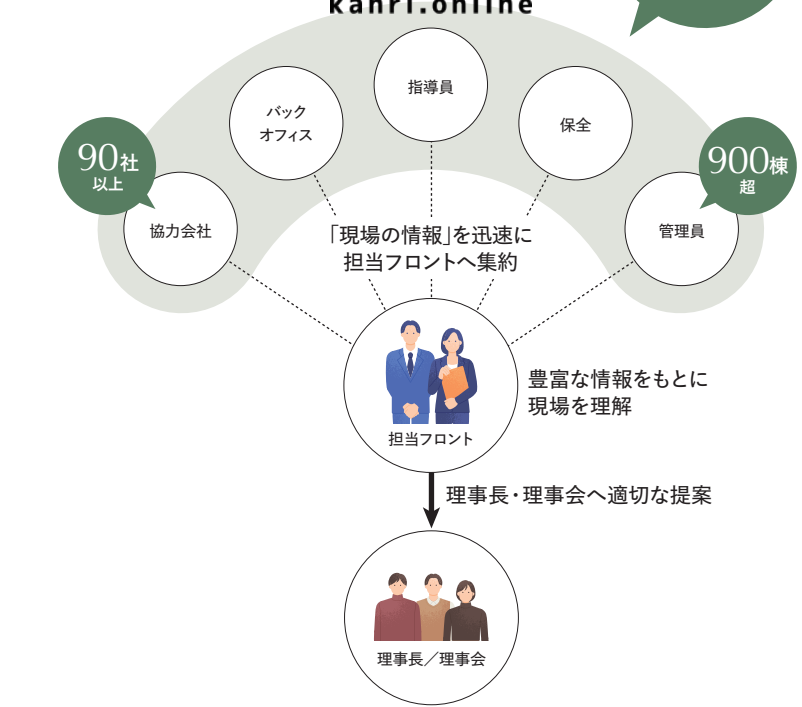 kanri.online
指導員
バック
オフィス
保全
90社
以上
900棟
超
協力会社
管理員
「現場の情報」を迅速に
担当フロントへ集約
豊富な情報をもとに
現場を理解
担当フロント
理事長・理事会へ適切な提案
理事長／理事会